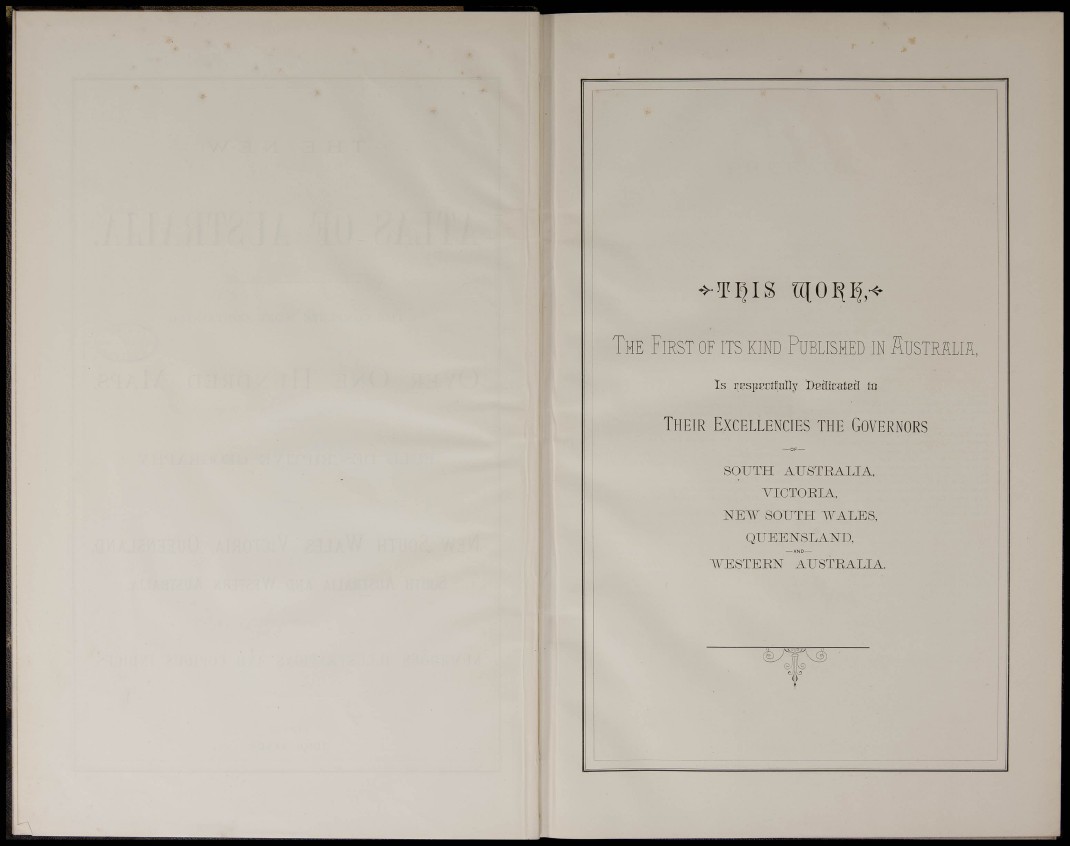 THIS WORK,
THE FIRST OF ITS KIND PUBLISHED IN AUSTRALIA,
Is respectfully Dedicated to
THEIR EXCELLENCIES THE GOVERNORS
—OF—
SOUTH AUSTRALIA,
VICTORIA,
NEW SOUTH WALES,
QUEENSLAND,
—AND—
WESTERN AUSTRALIA.